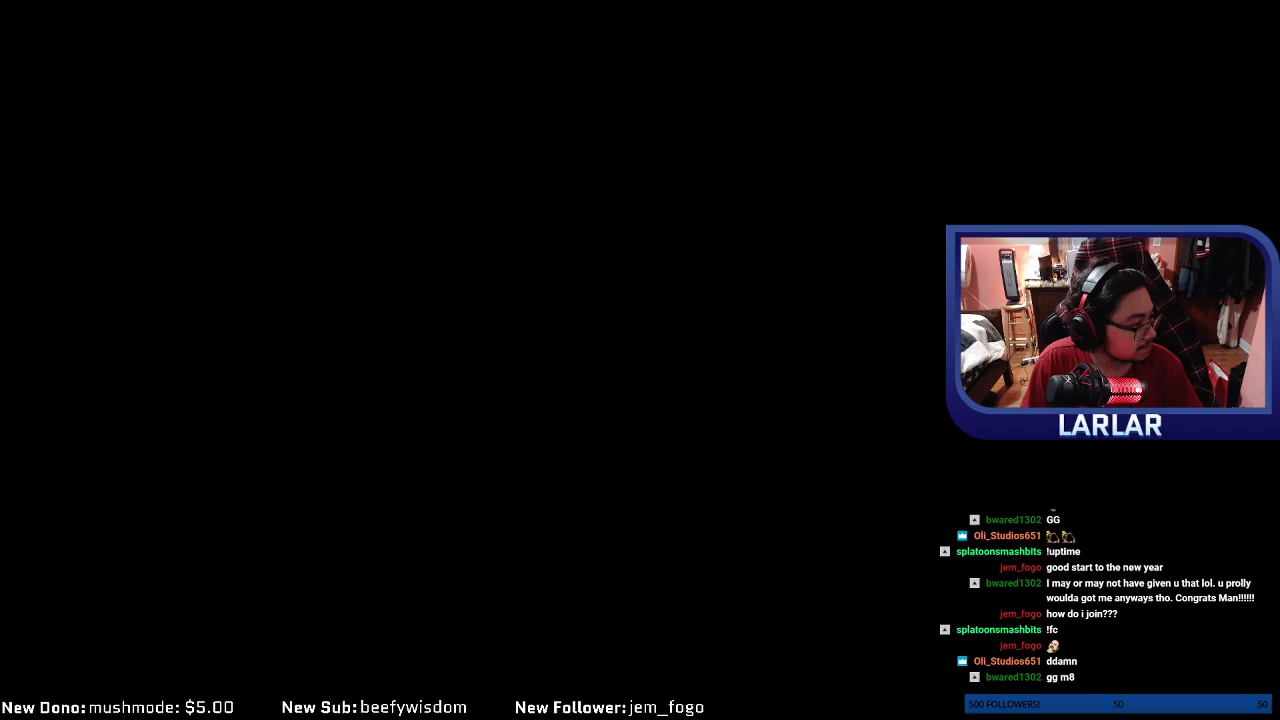 LARLAR
bwared1302 GG
Oli_Studios651
splatoonsmashbits !uptime
jem_fogo good start to the new year
bwared1302 I may or may not have given u that lol. u prolly
woulda got me anyways tho. Congrats Man!!!!!!
jem_fogo how do i join???
splatoonsmashbits !fc
jem_fogo
Oli_Studios651 ddamn
bwared1302 gg m8
New Dono: mushmode: $5.00 New Sub: beefywisdom New Follower: jem_fogo
500 FOLLOWERS! 50 50